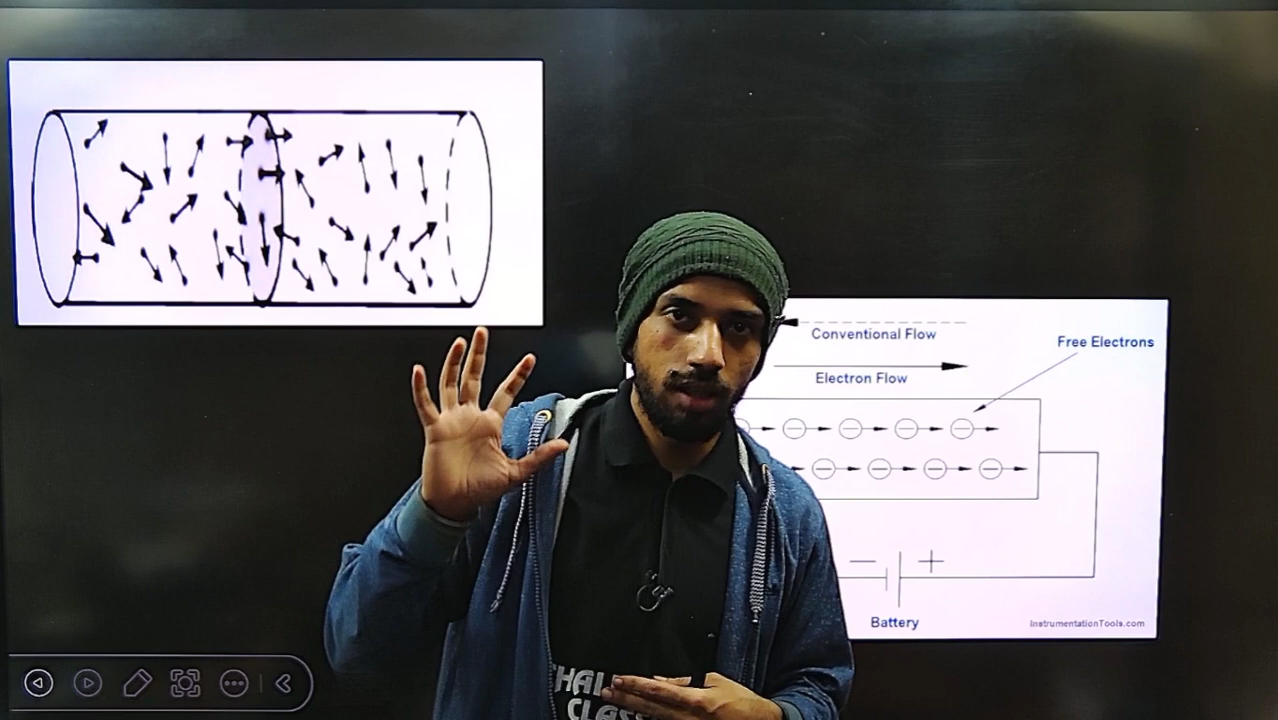 Conventional Flow
Free Electrons
Electron Flow
− +
Battery
InstrumentationTools.com